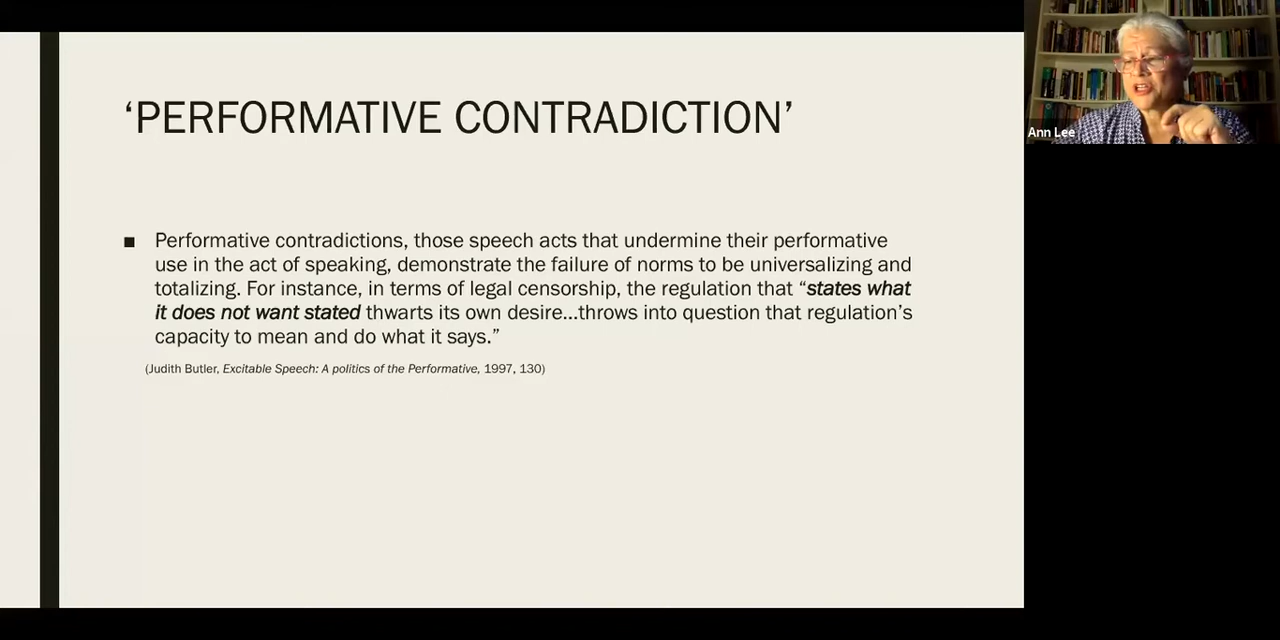 ‘PERFORMATIVE CONTRADICTION’
■ Performative contradictions, those speech acts that undermine their performative
use in the act of speaking, demonstrate the failure of norms to be universalizing and
totalizing. For instance, in terms of legal censorship, the regulation that “states what
it does not want stated thwarts its own desire...throws into question that regulation’s
capacity to mean and do what it says.”
(Judith Butler, Excitable Speech: A politics of the Performative, 1997, 130)
Ann Lee